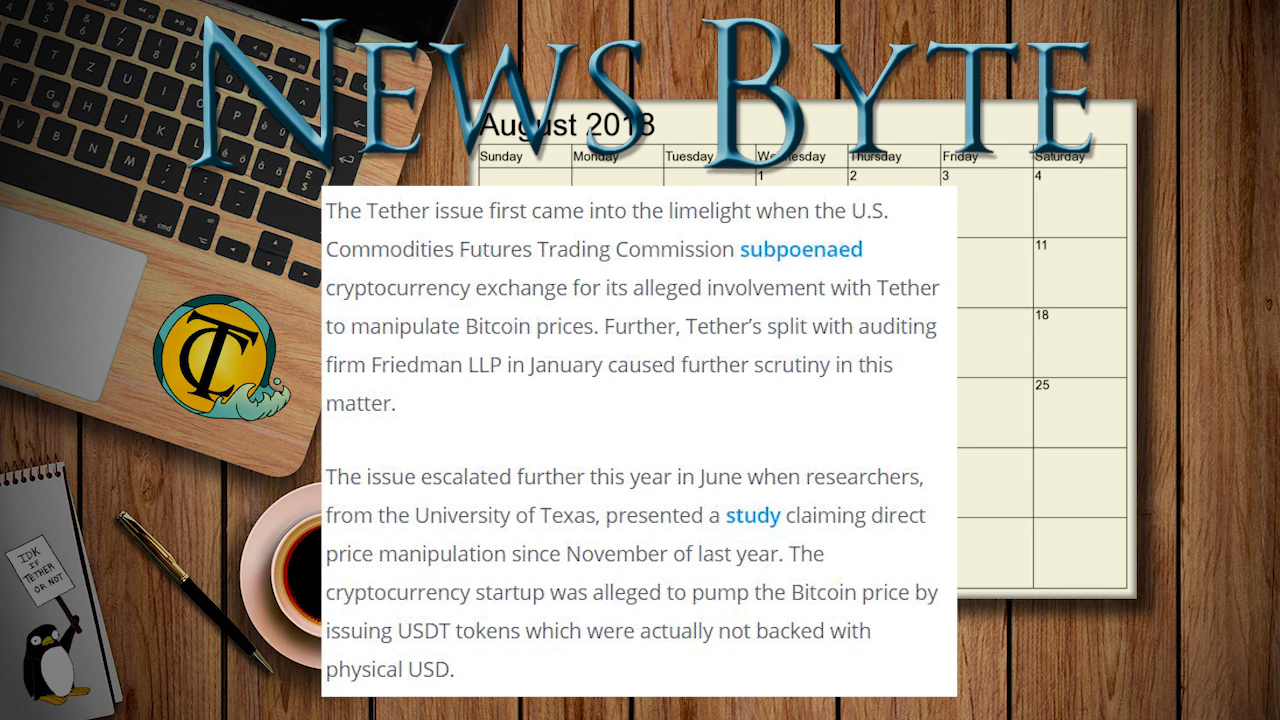 NEWS BYTE
August 2018
Sunday Monday Tuesday Wednesday Thursday Friday Saturday
1 2 3 4
11
18
25
The Tether issue first came into the limelight when the U.S.
Commodities Futures Trading Commission subpoenaed
cryptocurrency exchange for its alleged involvement with Tether
to manipulate Bitcoin prices. Further, Tether’s split with auditing
firm Friedman LLP in January caused further scrutiny in this
matter.
The issue escalated further this year in June when researchers,
from the University of Texas, presented a study claiming direct
price manipulation since November of last year. The
cryptocurrency startup was alleged to pump the Bitcoin price by
issuing USDT tokens which were actually not backed with
physical USD.
IDK
IF
TETHER
OR NOT